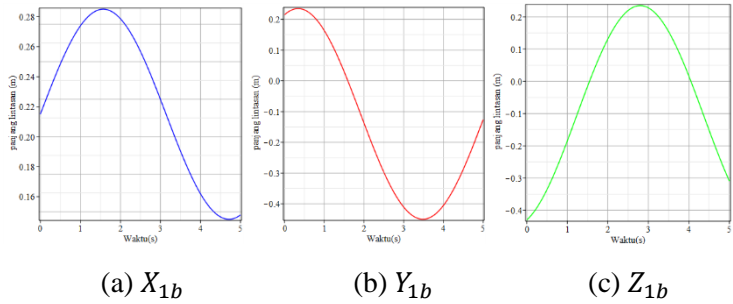 panjang lintasan (m)
0.28
0.26
0.24
0.22
0.20
0.18
0.16
0 1 2 3 4 5
Waktu(s)
(a) X1b
panjang lintasan (m)
0.2
0.1
0.0
−0.1
−0.2
−0.3
−0.4
0 1 2 3 4 5
Waktu(s)
(b) Y1b
panjang lintasan (m)
0.2
0.1
0.0
−0.1
−0.2
−0.3
−0.4
0 1 2 3 4 5
Waktu(s)
(c) Z1b